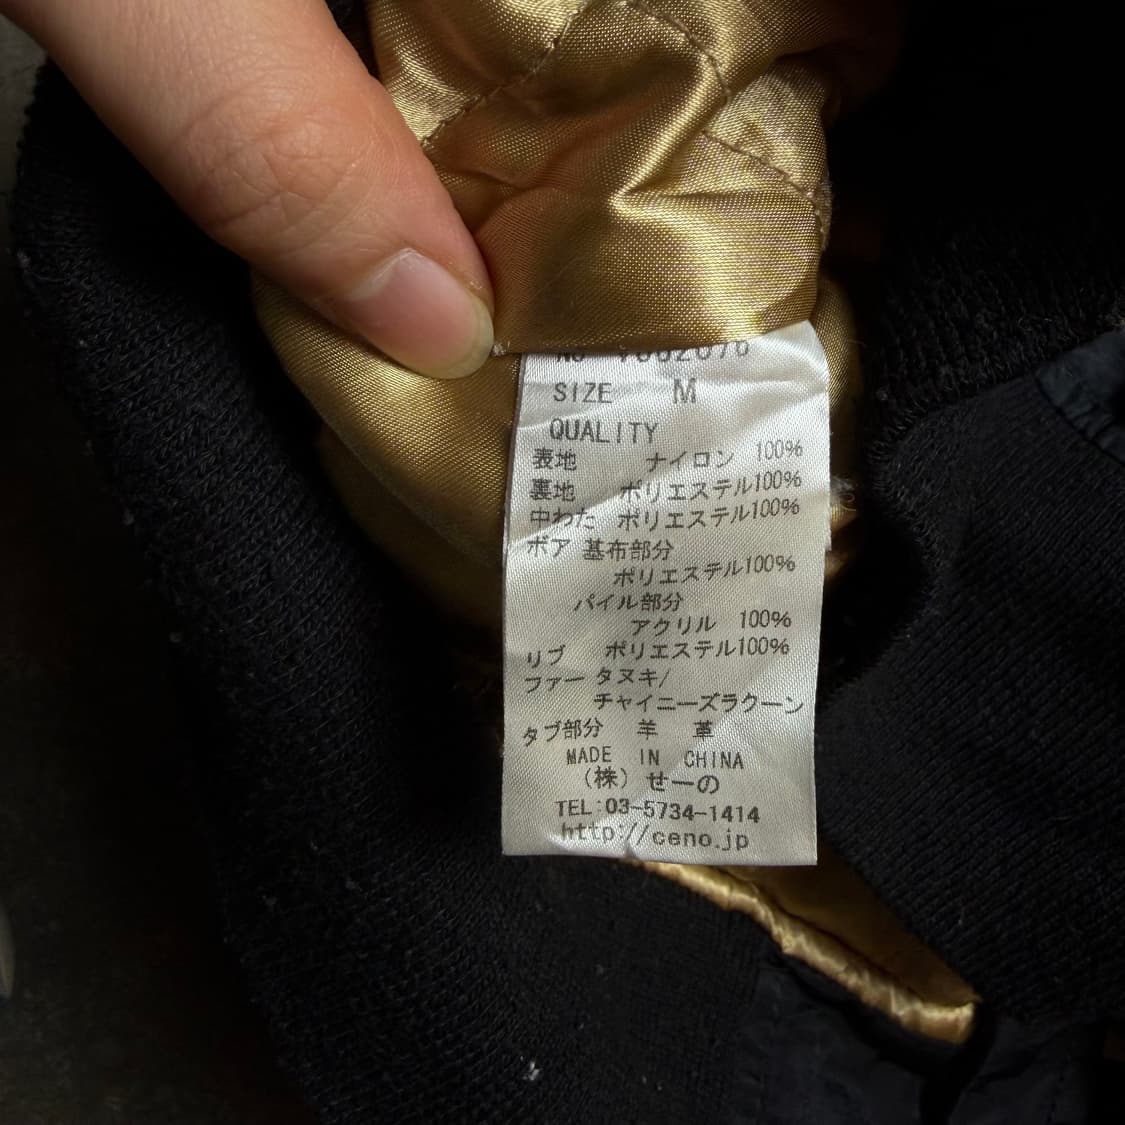 SIZE M
QUALITY
表地 ナイロン 100%
裏地 ポリエステル100%
中わた ポリエステル100%
ボア 基布部分
ポリエステル100%
パイル部分
アクリル 100%
リブ ポリエステル100%
ファー タヌキ/
チャイニーズラクーン
タブ部分 羊 革
MADE IN CHINA
(株) せーの
TEL:03-5734-1414
http://ceno.jp